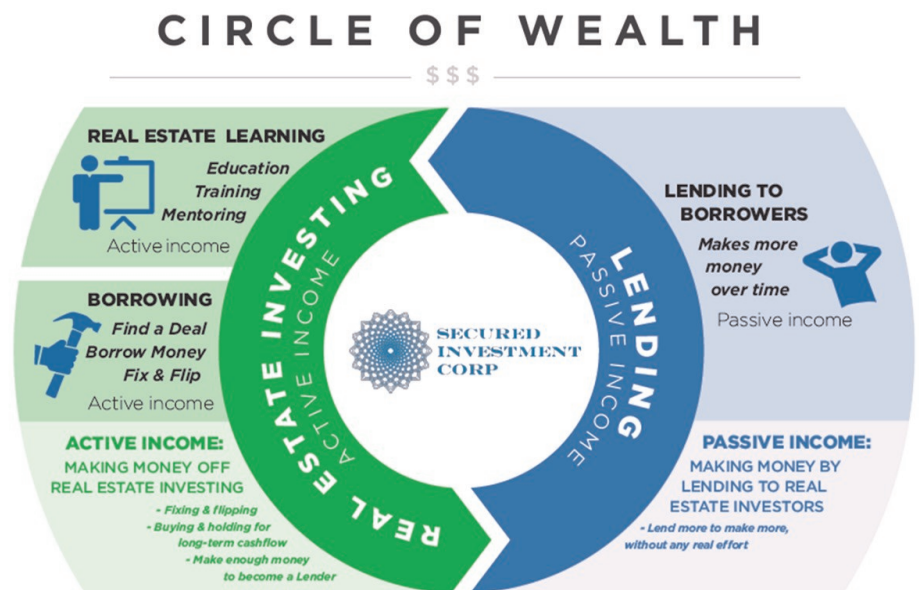 CIRCLE OF WEALTH
$$$
REAL ESTATE LEARNING
Education
Training
Mentoring
Active income
BORROWING
Find a Deal
Borrow Money
Fix & Flip
Active income
ACTIVE INCOME:
MAKING MONEY OFF
REAL ESTATE INVESTING
- Fixing & flipping
- Buying & holding for
long-term cashflow
- Make enough money
to become a Lender
REAL ESTATE INVESTING
ACTIVE INCOME
SECURED
INVESTMENT
CORP
LENDING
PASSIVE INCOME
LENDING TO
BORROWERS
Makes more
money
over time
Passive income
PASSIVE INCOME:
MAKING MONEY BY
LENDING TO REAL
ESTATE INVESTORS
- Lend more to make more,
without any real effort